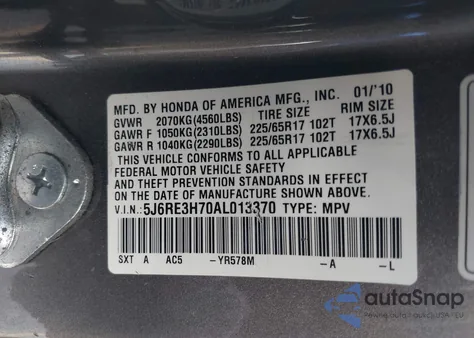 MFD. BY HONDA OF AMERICA MFG., INC. 01/'10
GVWR 2070KG(4560LBS) TIRE SIZE RIM SIZE
GAWR F 1050KG(2310LBS) 225/65R17 102T 17X6.5J
GAWR R 1040KG(2290LBS) 225/65R17 102T 17X6.5J
THIS VEHICLE CONFORMS TO ALL APPLICABLE
FEDERAL MOTOR VEHICLE SAFETY
AND THEFT PREVENTION STANDARDS IN EFFECT
ON THE DATE OF MANUFACTURE SHOWN ABOVE.
V.I.N: 5J6RE3H70AL013370 TYPE: MPV
SXT A AC5 -YR578M -A -L
autoSnap